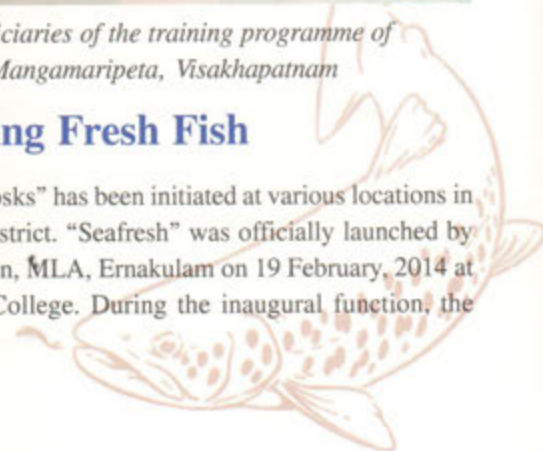 ciaries of the training programme of
Mangamaripeta, Visakhapatnam
ng Fresh Fish
osks” has been initiated at various locations in
strict. “Seafresh” was officially launched by
n, MLA, Ernakulam on 19 February, 2014 at
College. During the inaugural function, the